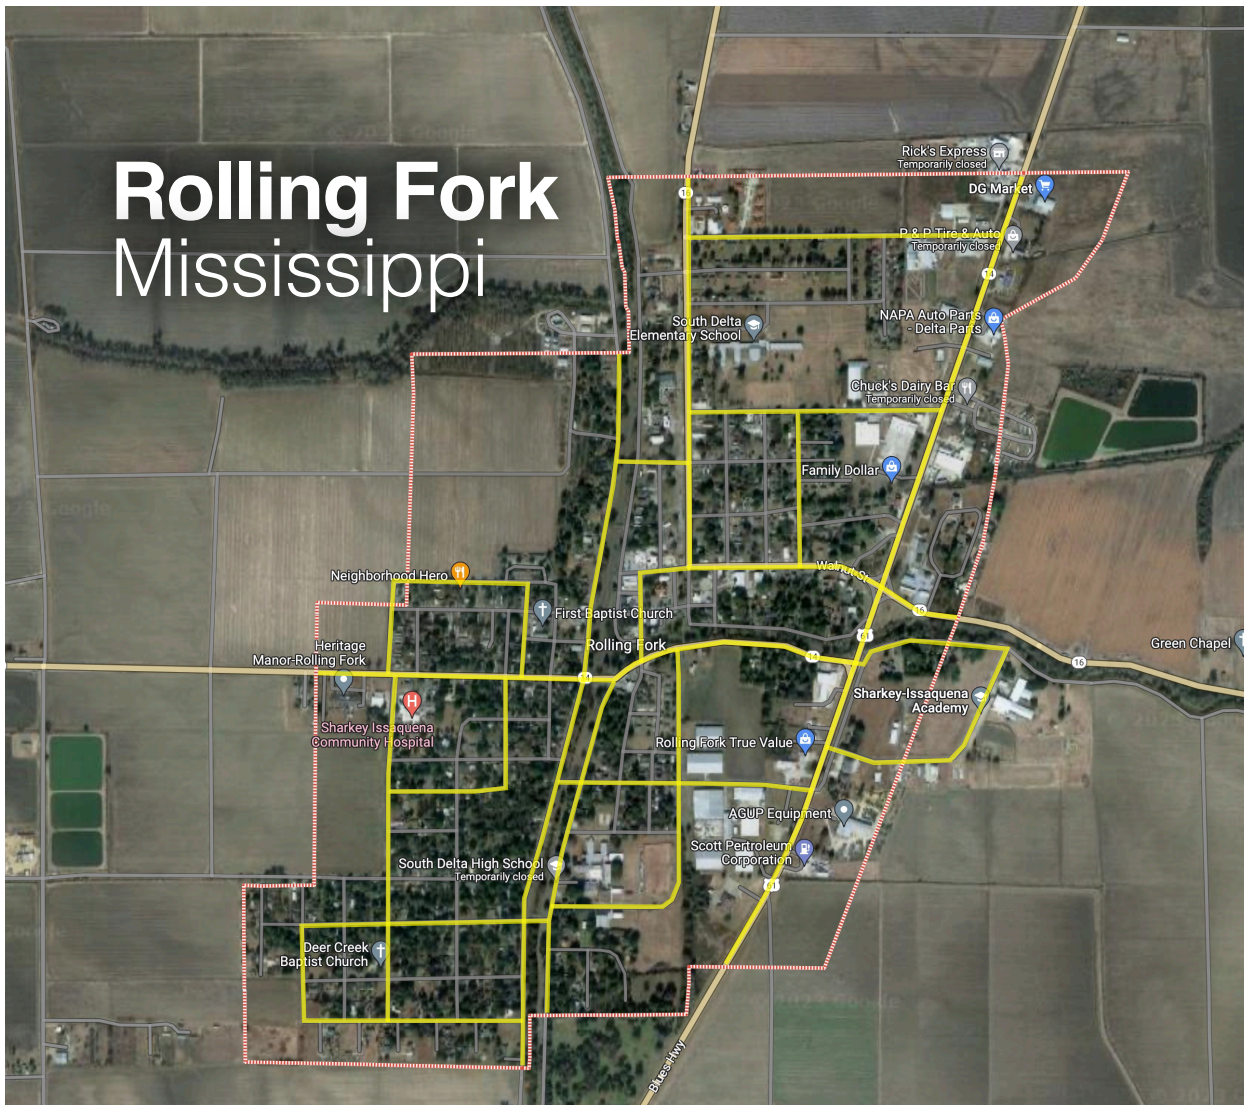 Rolling Fork
Mississippi
Rick's Express
Temporarily closed
DG Market
16
P & P Tire & Auto
Temporarily closed
14
NAPA Auto Parts
- Delta Parts
South Delta
Elementary School
Chuck's Dairy Bar
Temporarily closed
Family Dollar
Neighborhood Hero
Walnut St
First Baptist Church
16
61
Rolling Fork
Heritage
Manor-Rolling Fork
14
16
Green Chapel
H
Sharkey Issaquena
Community Hospital
Sharkey-Issaquena
Academy
Rolling Fork True Value
AGUP Equipment
Scott Pertroleum
Corporation
South Delta High School
Temporarily closed
61
Deer Creek
Baptist Church
Blues Hwy